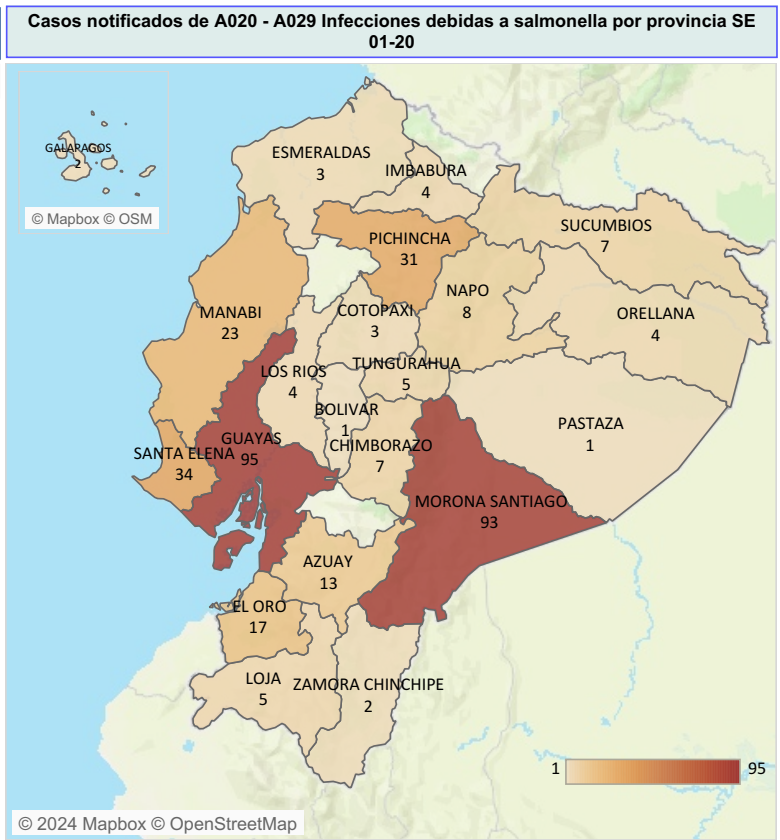 Casos notificados de A020 - A029 Infecciones debidas a salmonella por provincia SE
01-20
GALAPAGOS
2
© Mapbox © OSM
ESMERALDAS
3
IMBABURA
4
SUCUMBIOS
7
PICHINCHA
31
NAPO
8
ORELLANA
4
MANABI
23
COTOPAXI
3
TUNGURAHUA
5
LOS RIOS
4
BOLIVAR
1
PASTAZA
1
GUAYAS
95
CHIMBORAZO
7
SANTA ELENA
34
MORONA SANTIAGO
93
AZUAY
13
EL ORO
17
LOJA
5
ZAMORA CHINCHIPE
2
1 95
© 2024 Mapbox © OpenStreetMap